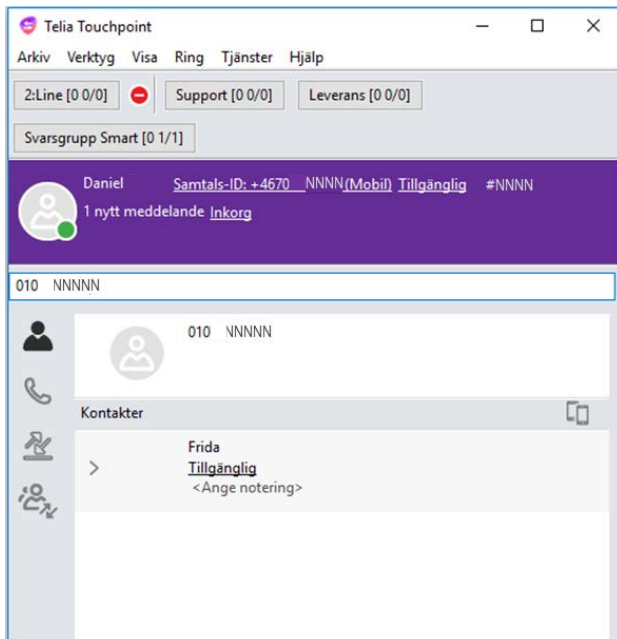 Telia Touchpoint
Arkiv Verktyg Visa Ring Tjänster Hjälp
2:Line [0 0/0] Support [0 0/0] Leverans [0 0/0]
Svarsgrupp Smart [0 1/1]
Daniel Samtals-ID: +4670 NNNN (Mobil) Tillgänglig #NNNN
1 nytt meddelande Inkorg
010 NNNNN
010 NNNNN
Kontakter
Frida
Tillgänglig
<Ange notering>